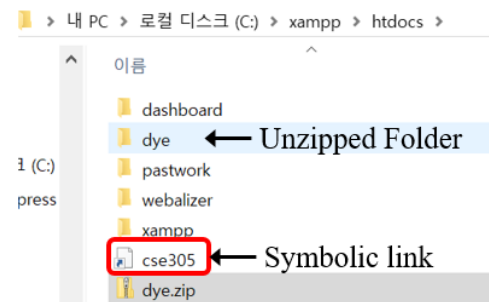 > 내 PC > 로컬 디스크 (C:) > xampp > htdocs >
이름
dashboard
dye Unzipped Folder
(C:) pastwork
press webalizer
xampp
cse305 Symbolic link
dye.zip